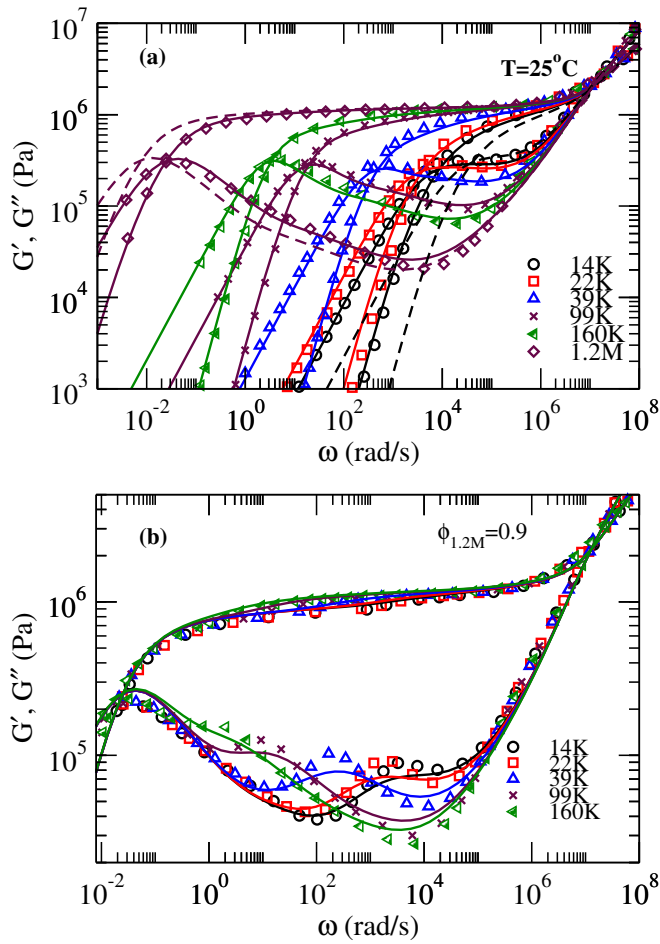 10^7
(a)
T=25°C
10^6
G′, G″ (Pa)
10^5
10^4
14K
22K
39K
99K
160K
1.2M
10^3
10^-2 10^0 10^2 10^4 10^6 10^8
ω (rad/s)
(b)
ϕ_1.2M=0.9
10^6
G′, G″ (Pa)
10^5
14K
22K
39K
99K
160K
10^-2 10^0 10^2 10^4 10^6 10^8
ω (rad/s)